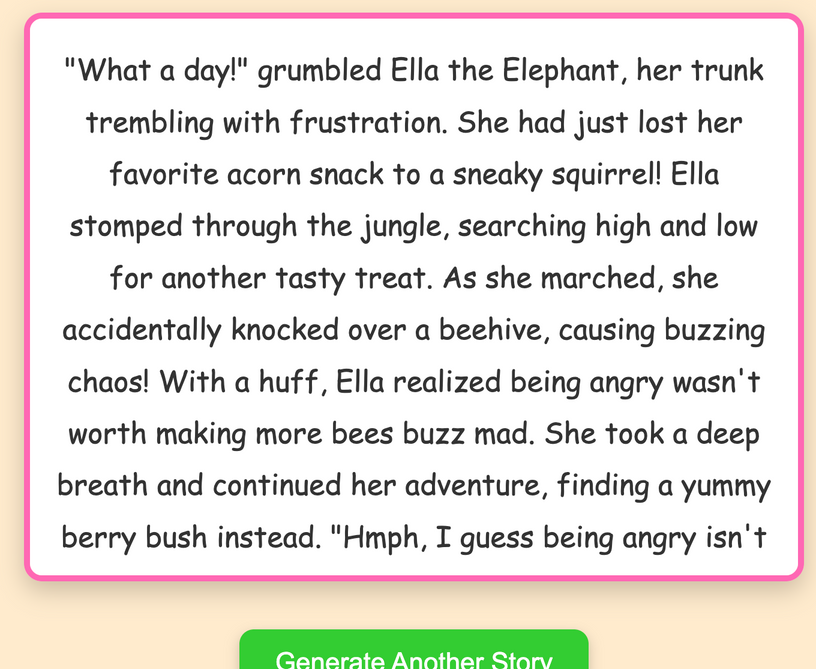 "What a day!" grumbled Ella the Elephant, her trunk
trembling with frustration. She had just lost her
favorite acorn snack to a sneaky squirrel! Ella
stomped through the jungle, searching high and low
for another tasty treat. As she marched, she
accidentally knocked over a beehive, causing buzzing
chaos! With a huff, Ella realized being angry wasn't
worth making more bees buzz mad. She took a deep
breath and continued her adventure, finding a yummy
berry bush instead. "Hmph, I guess being angry isn't
Generate Another Story